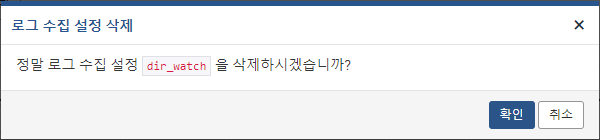 로그 수집 설정 삭제 ×
정말 로그 수집 설정 dir_watch 을 삭제하시겠습니까?
확인 취소